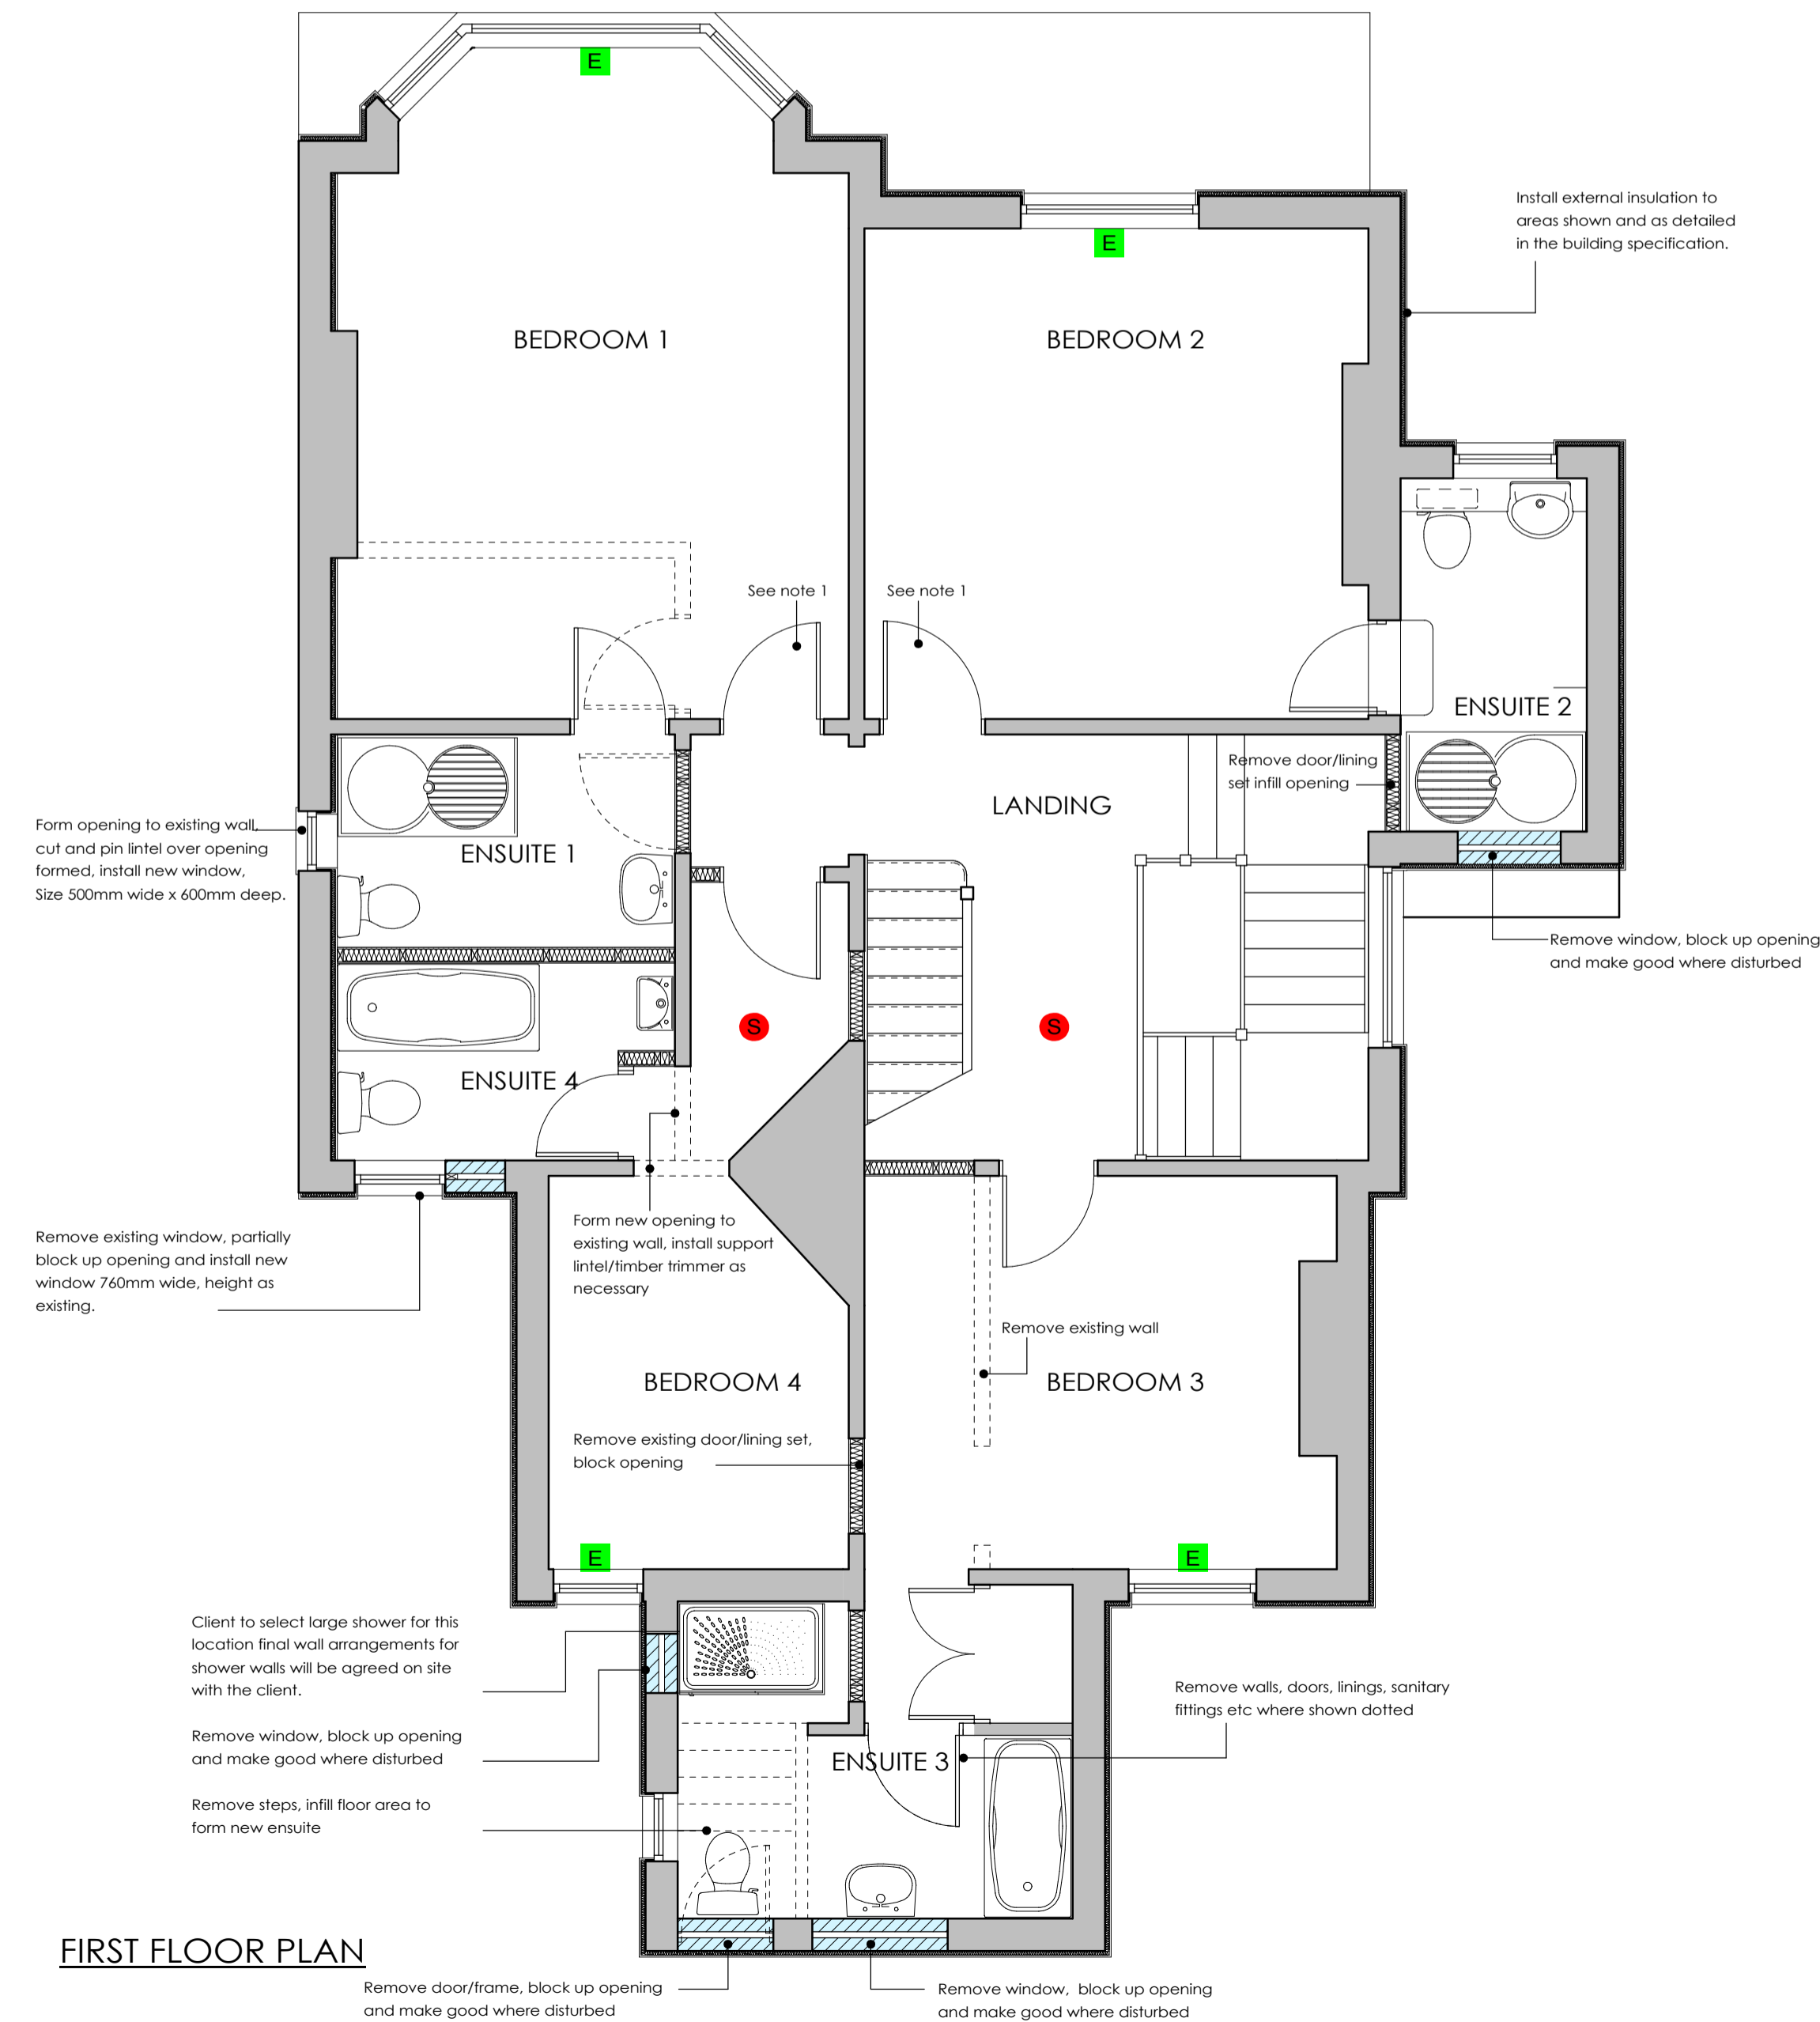 E
E
Install external insulation to
areas shown and as detailed
in the building specification.
BEDROOM 1
BEDROOM 2
See note 1
See note 1
ENSUITE 2
Remove door/lining
set infill opening
LANDING
Form opening to existing wall,
cut and pin lintel over opening
formed, install new window,
Size 500mm wide x 600mm deep.
ENSUITE 1
Remove window, block up opening
and make good where disturbed
S
S
ENSUITE 4
Form new opening to
existing wall, install support
lintel/timber trimmer as
necessary
Remove existing window, partially
block up opening and install new
window 760mm wide, height as
existing.
Remove existing wall
BEDROOM 4
BEDROOM 3
Remove existing door/lining set,
block opening
E
E
Client to select large shower for this
location final wall arrangements for
shower walls will be agreed on site
with the client.
Remove walls, doors, linings, sanitary
fittings etc where shown dotted
Remove window, block up opening
and make good where disturbed
ENSUITE 3
Remove steps, infill floor area to
form new ensuite
FIRST FLOOR PLAN
Remove door/frame, block up opening
and make good where disturbed
Remove window, block up opening
and make good where disturbed